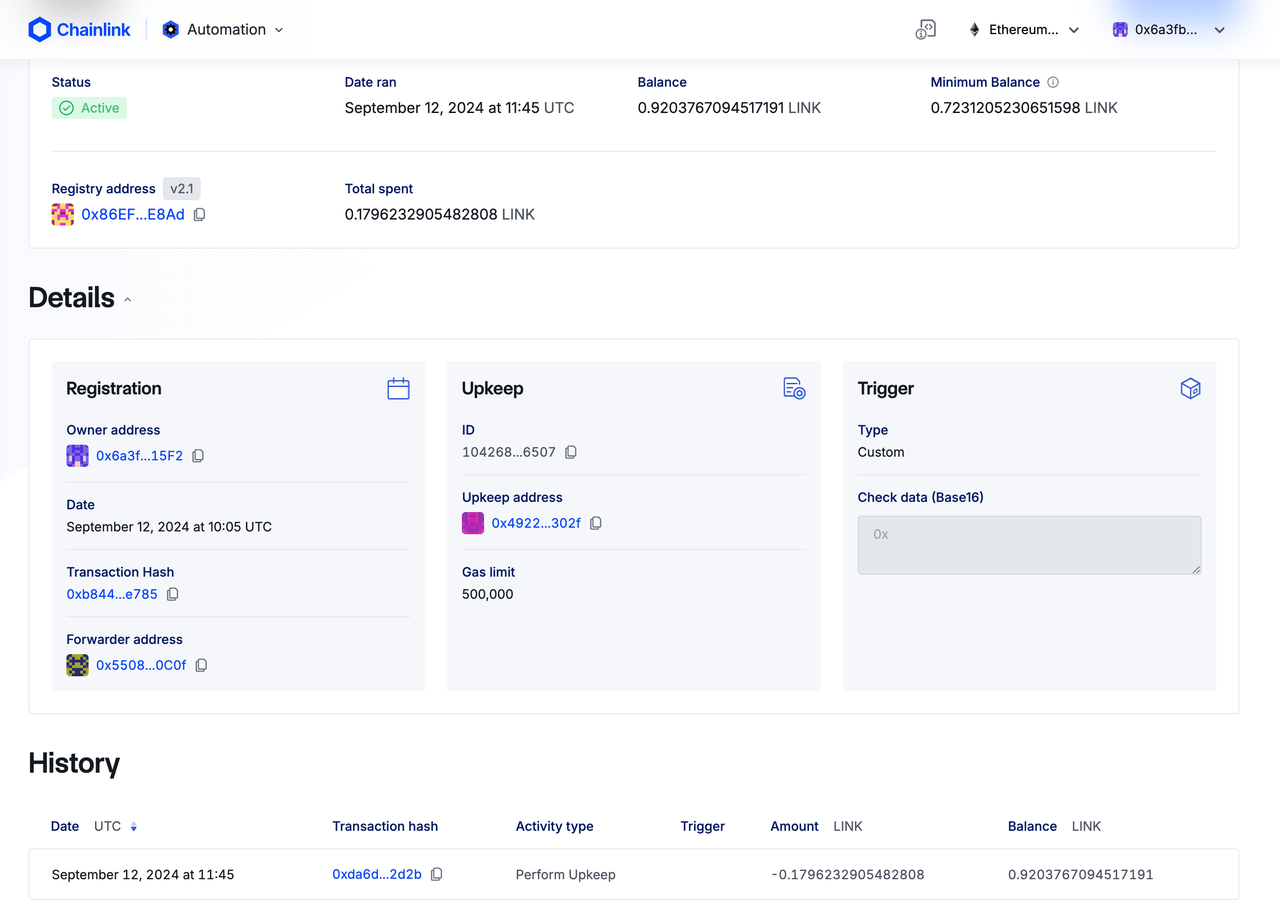 Chainlink Automation Ethereum... 0x6a3fb...
Status Date ran Balance Minimum Balance
Active September 12, 2024 at 11:45 UTC 0.9203767094517191 LINK 0.7231205230651598 LINK
Registry address v2.1 Total spent
0x86EF...E8Ad 0.1796232905482808 LINK
Details
Registration
Owner address
0x6a3f...15F2
Date
September 12, 2024 at 10:05 UTC
Transaction Hash
0xb844...e785
Forwarder address
0x5508...0C0f
Upkeep
ID
104268...6507
Upkeep address
0x4922...302f
Gas limit
500,000
Trigger
Type
Custom
Check data (Base16)
0x
History
Date UTC Transaction hash Activity type Trigger Amount LINK Balance LINK
September 12, 2024 at 11:45 0xda6d...2d2b Perform Upkeep -0.1796232905482808 0.9203767094517191